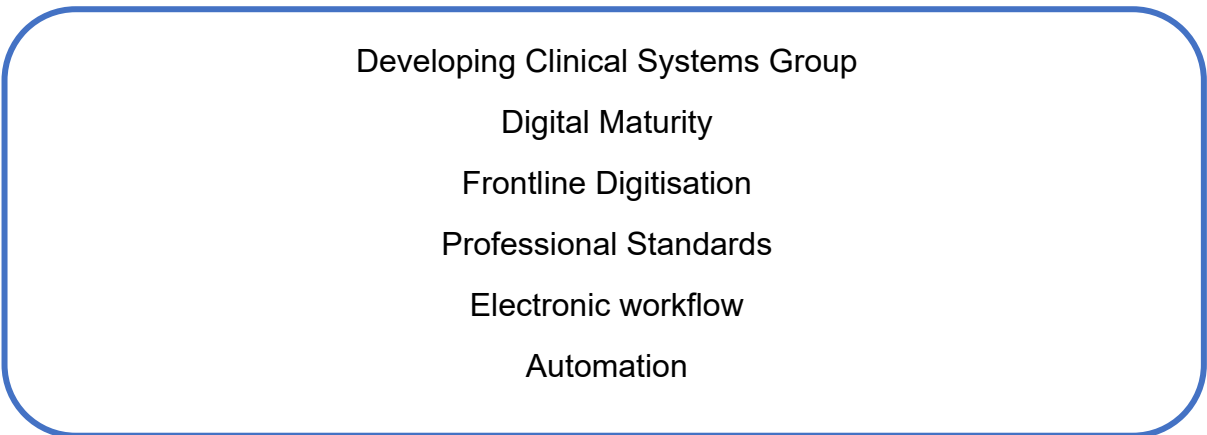 Developing Clinical Systems Group
Digital Maturity
Frontline Digitisation
Professional Standards
Electronic workflow
Automation